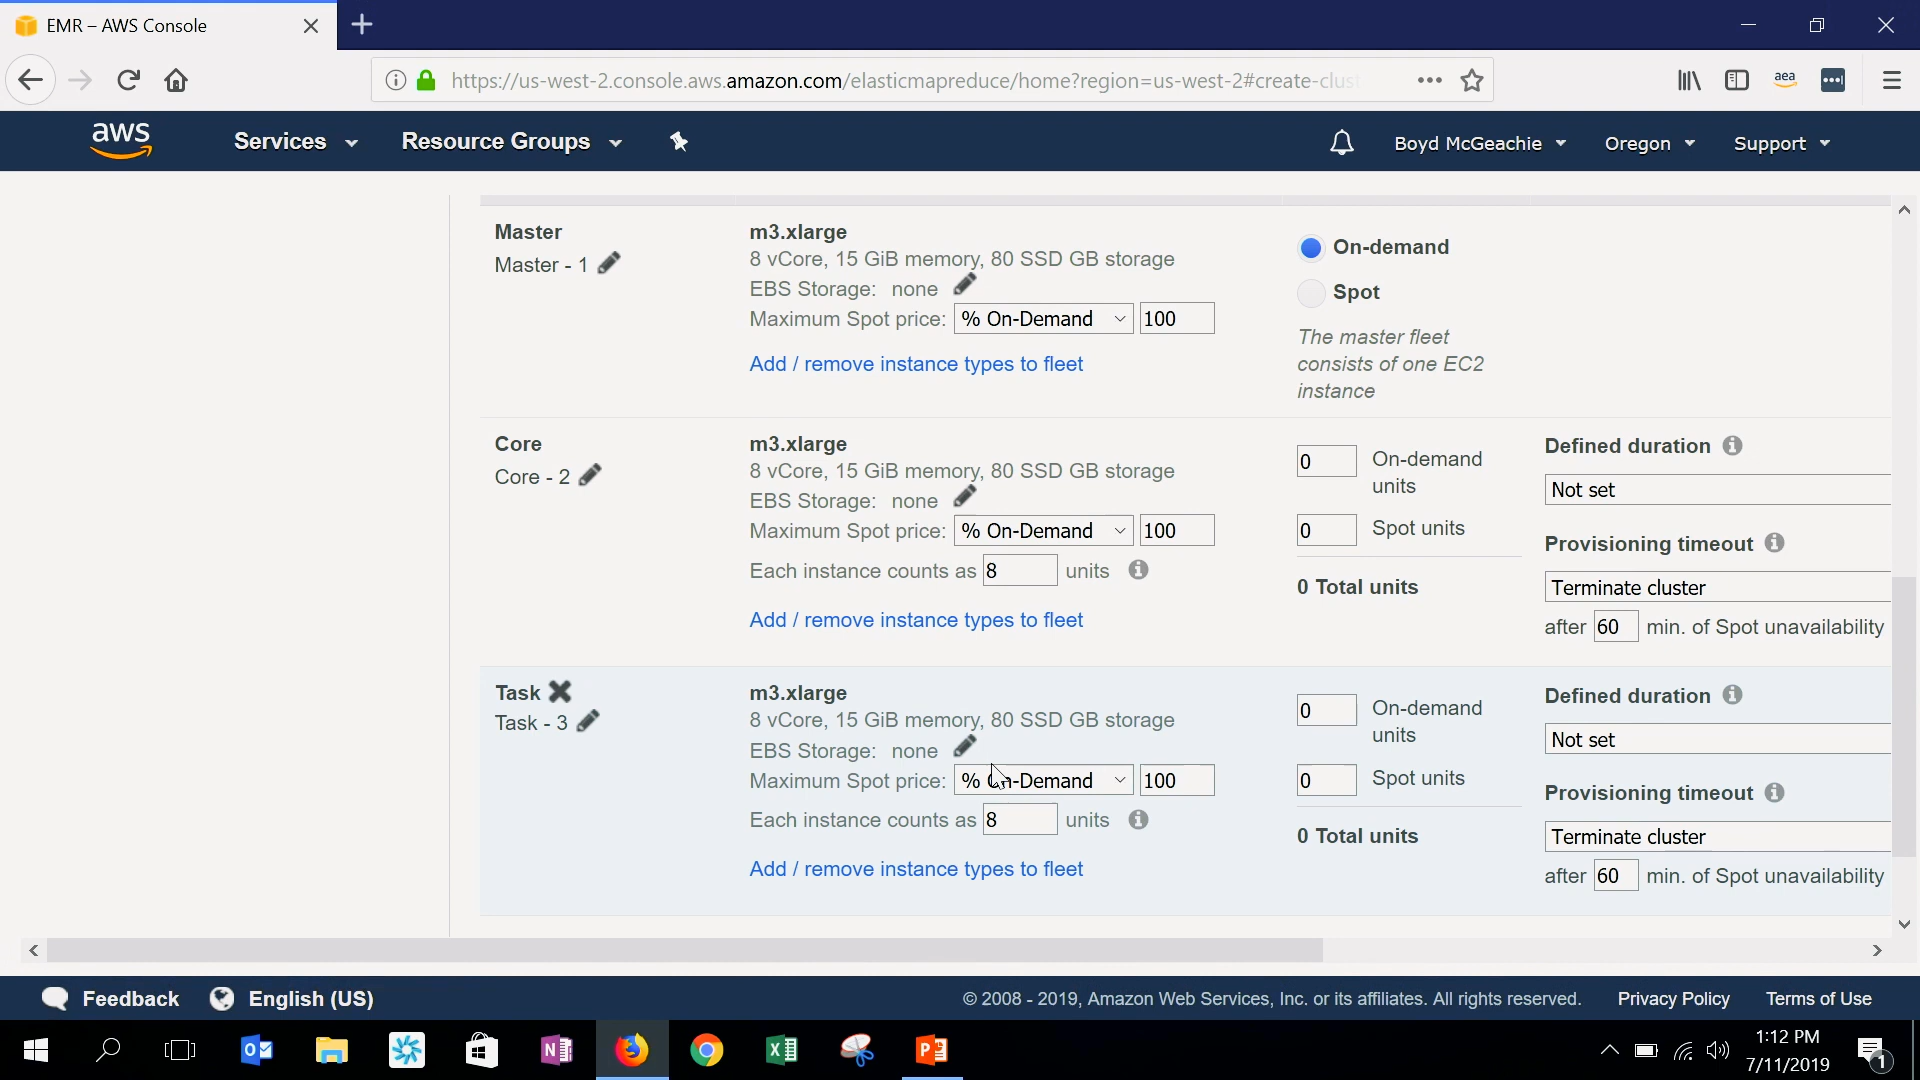 EMR – AWS Console
https://us-west-2.console.aws.amazon.com/elasticmapreduce/home?region=us-west-2#create-clust
aea
aws
Services
Resource Groups
Boyd McGeachie
Oregon
Support
Master
Master - 1
m3.xlarge
8 vCore, 15 GiB memory, 80 SSD GB storage
EBS Storage: none
Maximum Spot price: % On-Demand 100
Add / remove instance types to fleet
On-demand
Spot
The master fleet
consists of one EC2
instance
Core
Core - 2
m3.xlarge
8 vCore, 15 GiB memory, 80 SSD GB storage
EBS Storage: none
Maximum Spot price: % On-Demand 100
Each instance counts as 8 units
Add / remove instance types to fleet
0 On-demand
units
0 Spot units
0 Total units
Defined duration
Not set
Provisioning timeout
Terminate cluster
after 60 min. of Spot unavailability
Task
Task - 3
m3.xlarge
8 vCore, 15 GiB memory, 80 SSD GB storage
EBS Storage: none
Maximum Spot price: % On-Demand 100
Each instance counts as 8 units
Add / remove instance types to fleet
0 On-demand
units
0 Spot units
0 Total units
Defined duration
Not set
Provisioning timeout
Terminate cluster
after 60 min. of Spot unavailability
Feedback
English (US)
© 2008 - 2019, Amazon Web Services, Inc. or its affiliates. All rights reserved.
Privacy Policy
Terms of Use
1:12 PM
7/11/2019
1